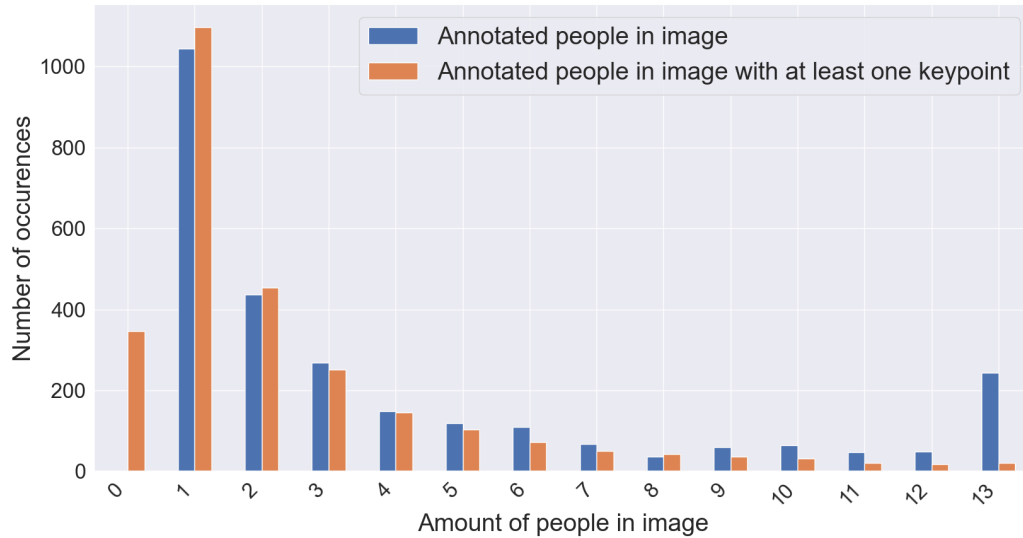 Annotated people in image
Annotated people in image with at least one keypoint
Number of occurences
1000
800
600
400
200
0
0 1 2 3 4 5 6 7 8 9 10 11 12 13
Amount of people in image